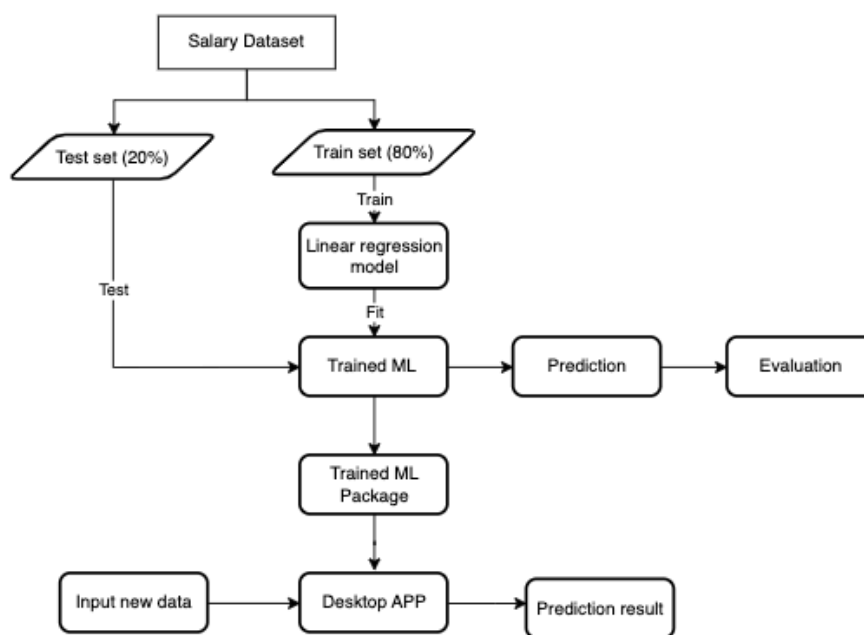 Salary Dataset
Test set (20%)
Train set (80%)
Train
Linear regression
model
Test
Fit
Trained ML
Prediction
Evaluation
Trained ML
Package
Input new data
Desktop APP
Prediction result